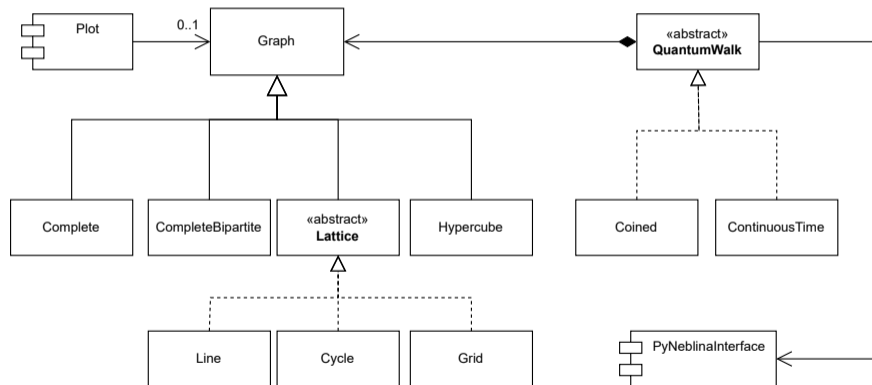 Plot
0..1
Graph
«abstract»
QuantumWalk
Complete
CompleteBipartite
«abstract»
Lattice
Hypercube
Coined
ContinuousTime
Line
Cycle
Grid
PyNeblinaInterface